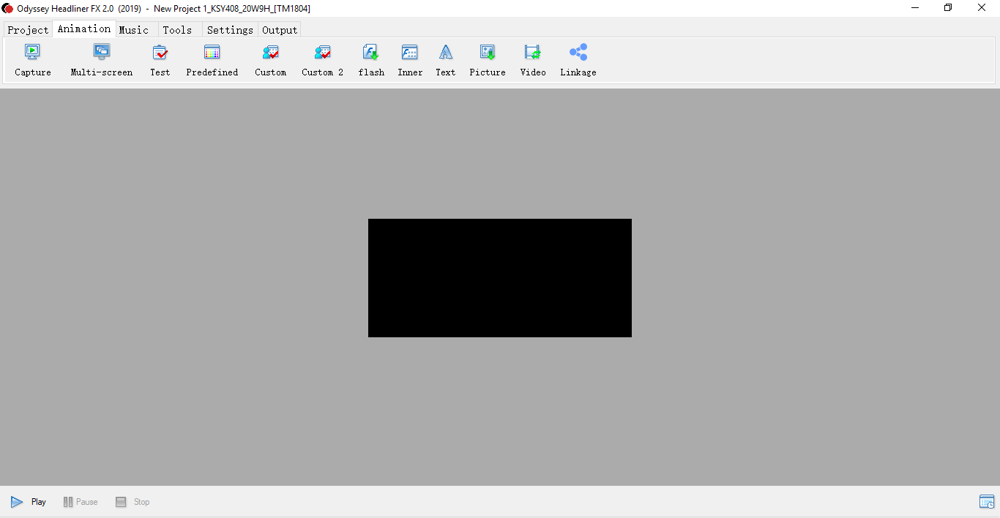 Odyssey Headliner FX 2.0 (2019) - New Project 1_KSY408_20W9H_[TM1804]
Project Animation Music Tools Settings Output
Capture Multi-screen Test Predefined Custom Custom 2 flash Inner Text Picture Video Linkage
Play Pause Stop